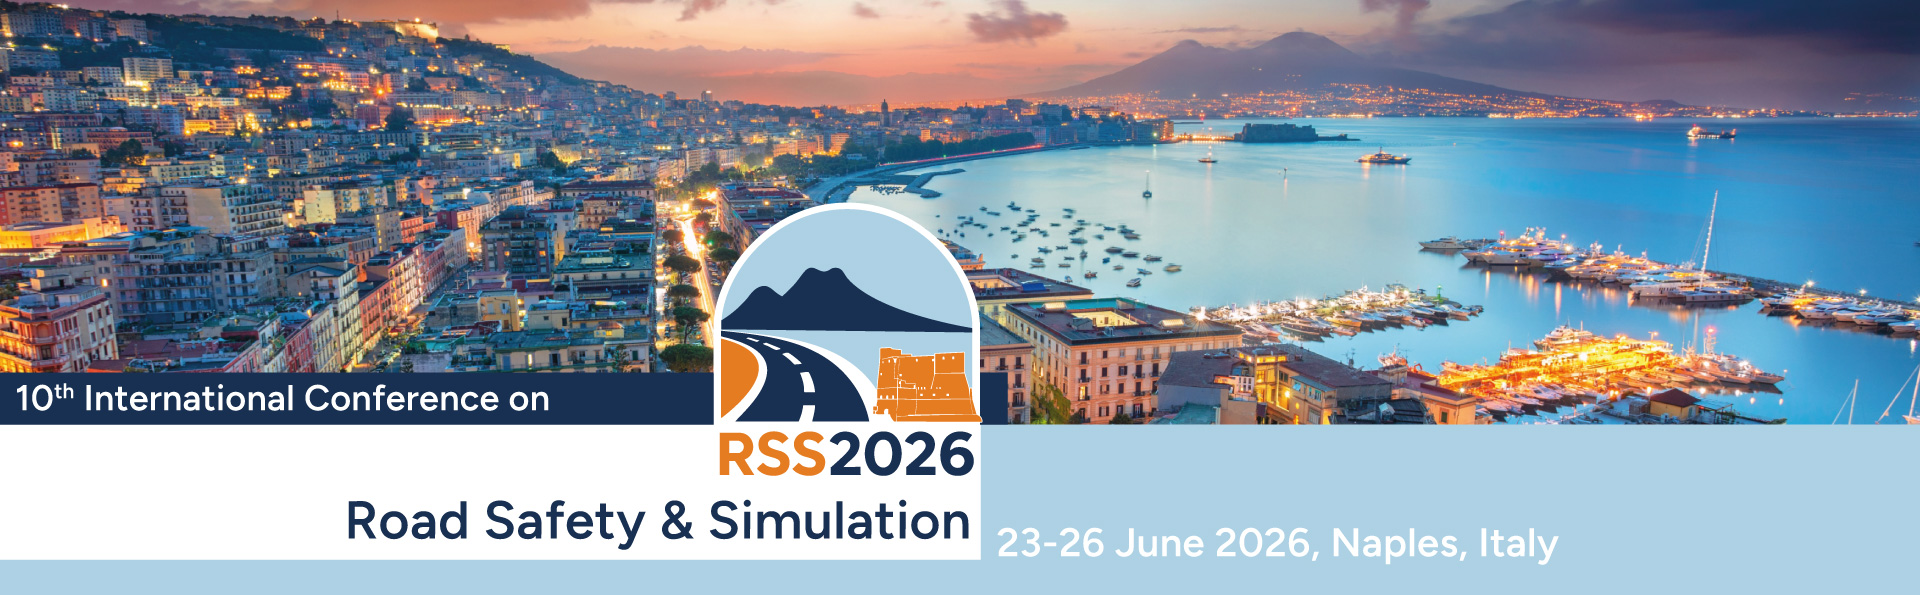 10th International Conference on
RSS2026
Road Safety & Simulation
23-26 June 2026, Naples, Italy